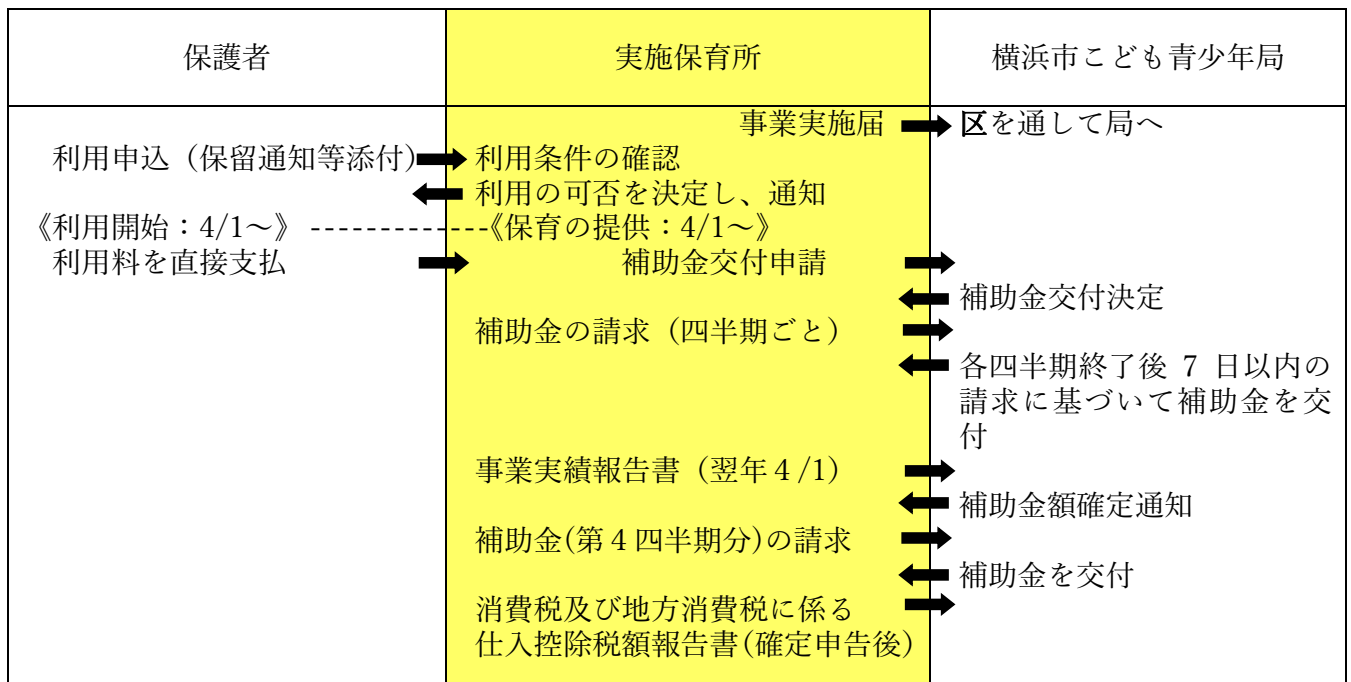 保護者
実施保育所
横浜市こども青少年局
事業実施届
区を通して局へ
利用申込（保留通知等添付）
利用条件の確認
利用の可否を決定し、通知
《利用開始：4/1～》 -------------《保育の提供：4/1～》
利用料を直接支払
補助金交付申請
補助金交付決定
補助金の請求（四半期ごと）
各四半期終了後 7 日以内の
請求に基づいて補助金を交
付
事業実績報告書（翌年４/1）
補助金額確定通知
補助金(第４四半期分)の請求
補助金を交付
消費税及び地方消費税に係る
仕入控除税額報告書(確定申告後)